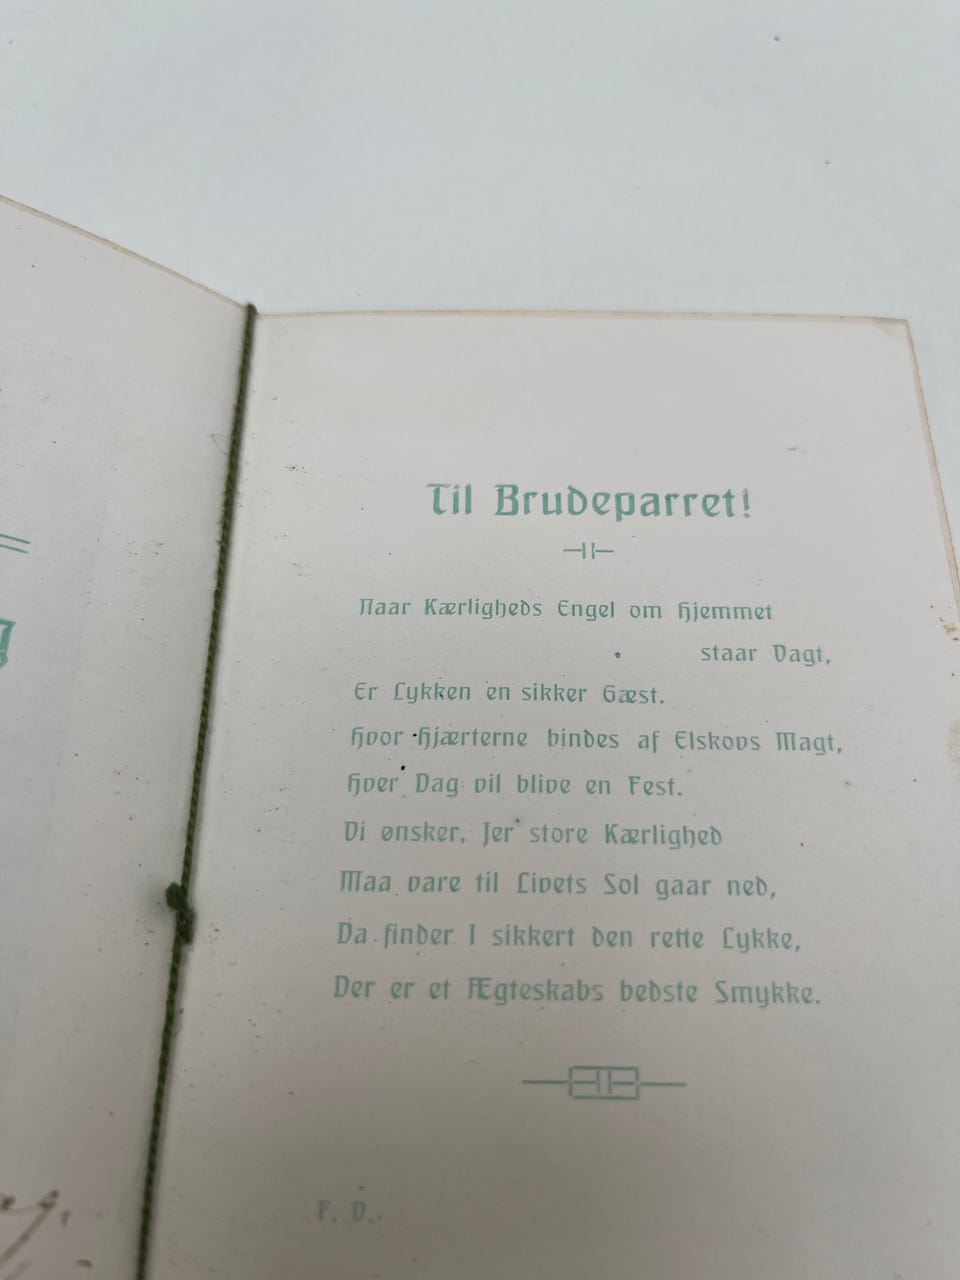 Til Brudeparret!
Naar Kærligheds Engel om Hjemmet
staar Vagt,
Er Lykken en sikker Gæst.
Hvor Hjærterne bindes af Elskovs Magt,
Hver Dag vil blive en Fest.
Vi ønsker, Jer store Kærlighed
Maa vare til Livets Sol gaar ned,
Da finder I sikkert den rette Lykke,
Der er et Ægteskabs bedste Smykke.